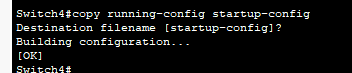 Switch4#copy running-config startup-config
Destination filename [startup-config]?
Building configuration...
[OK]
Switch4#